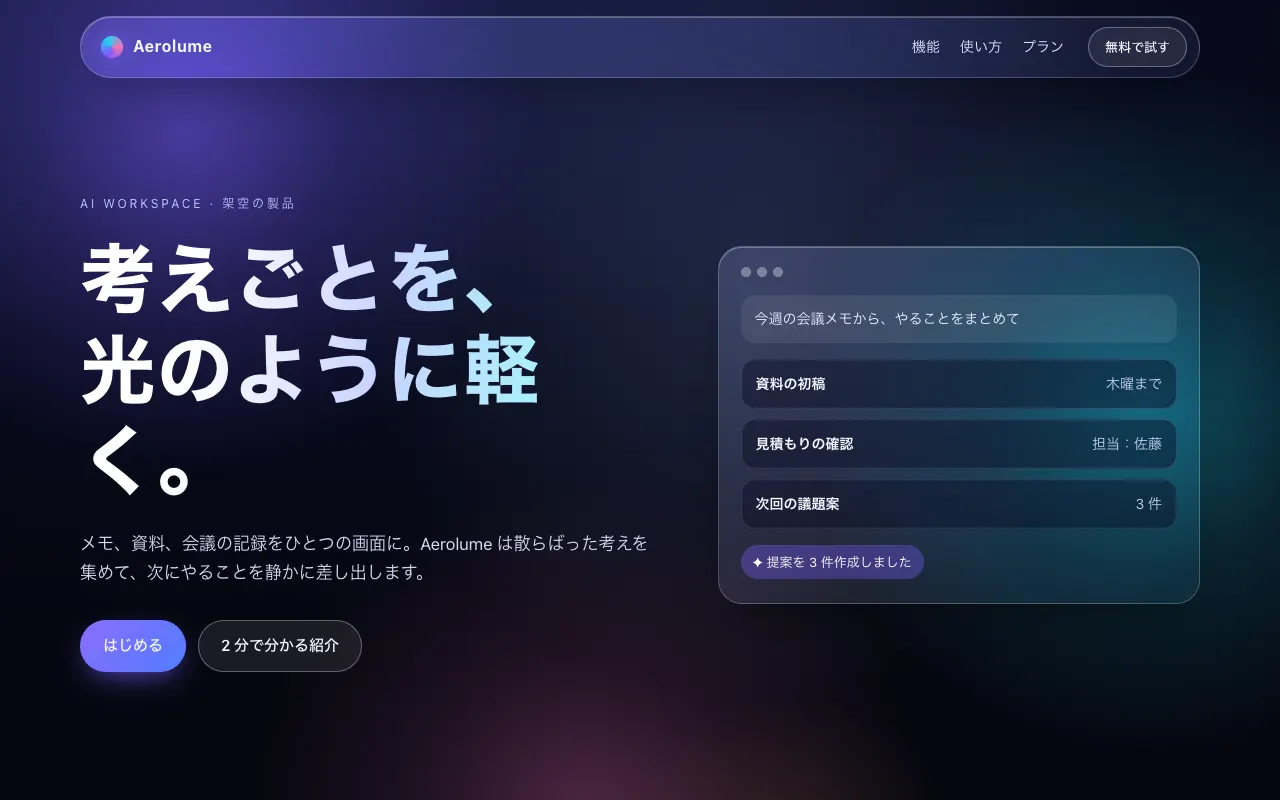 Aerolume
機能
使い方
プラン
無料で試す
AI WORKSPACE · 架空の製品
考えごとを、
光のように軽
く。
メモ、資料、会議の記録をひとつの画面に。Aerolume は散らばった考えを
集めて、次にやることを静かに差し出します。
はじめる
2 分で分かる紹介
今週の会議メモから、やることをまとめて
資料の初稿
木曜まで
見積もりの確認
担当：佐藤
次回の議題案
3 件
✦ 提案を 3 件作成しました